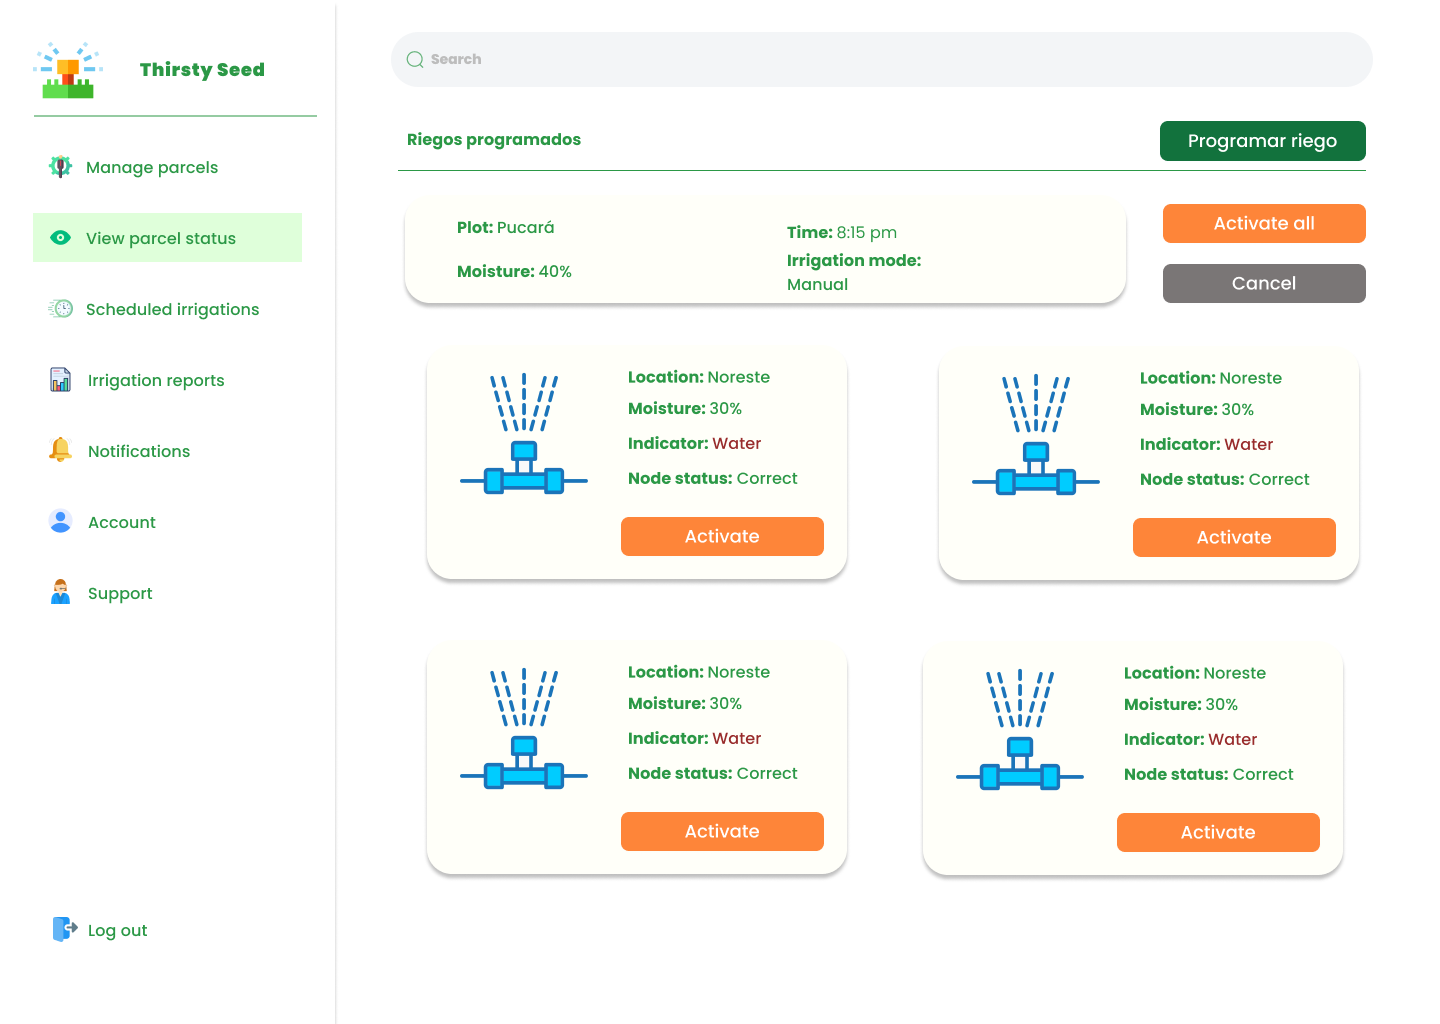 Thirsty Seed
Manage parcels
View parcel status
Scheduled irrigations
Irrigation reports
Notifications
Account
Support
Log out
Search
Riegos programados
Programar riego
Plot: Pucará
Moisture: 40%
Time: 8:15 pm
Irrigation mode:
Manual
Activate all
Cancel
Location: Noreste
Moisture: 30%
Indicator: Water
Node status: Correct
Activate
Location: Noreste
Moisture: 30%
Indicator: Water
Node status: Correct
Activate
Location: Noreste
Moisture: 30%
Indicator: Water
Node status: Correct
Activate
Location: Noreste
Moisture: 30%
Indicator: Water
Node status: Correct
Activate